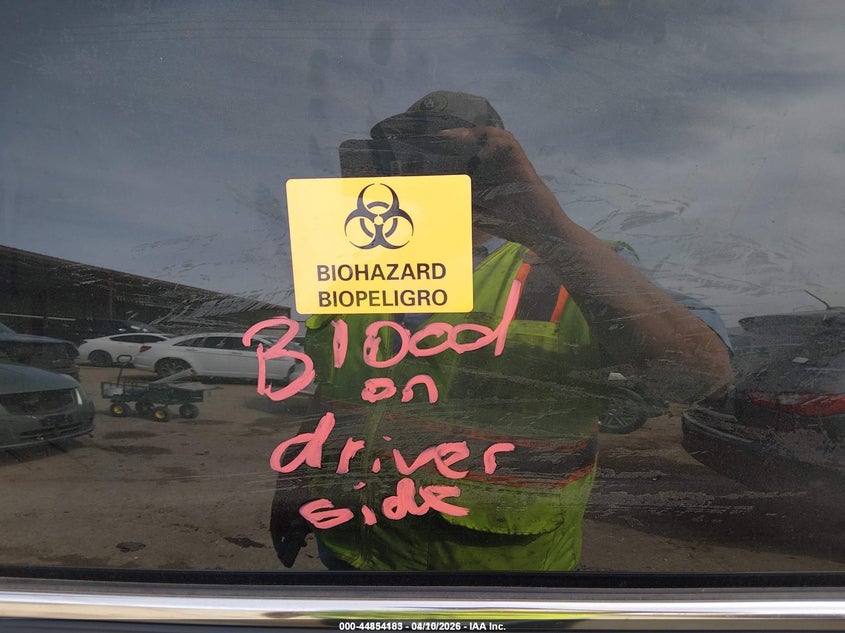 BIOHAZARD
BIOPELIGRO
Blood
on
driver
side
000-44854183 - 04/10/2026 - IAA Inc.